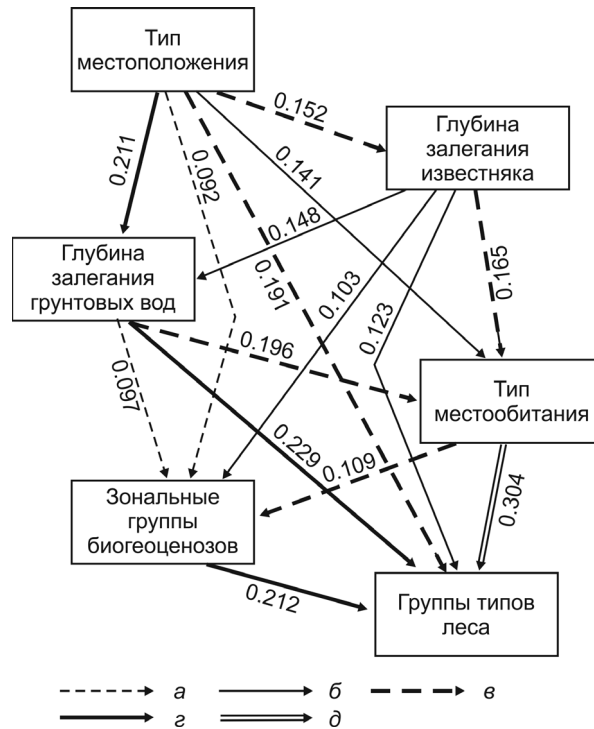 Тип
местоположения
0.152
Глубина
залегания
известняка
0.211
0.092
0.141
0.148
Глубина
залегания
грунтовых вод
0.191
0.103
0.123
0.165
0.196
0.097
Тип
местообитания
0.229
0.109
0.304
Зональные
группы
биогеоценозов
0.212
Группы типов
леса
а б в
г д